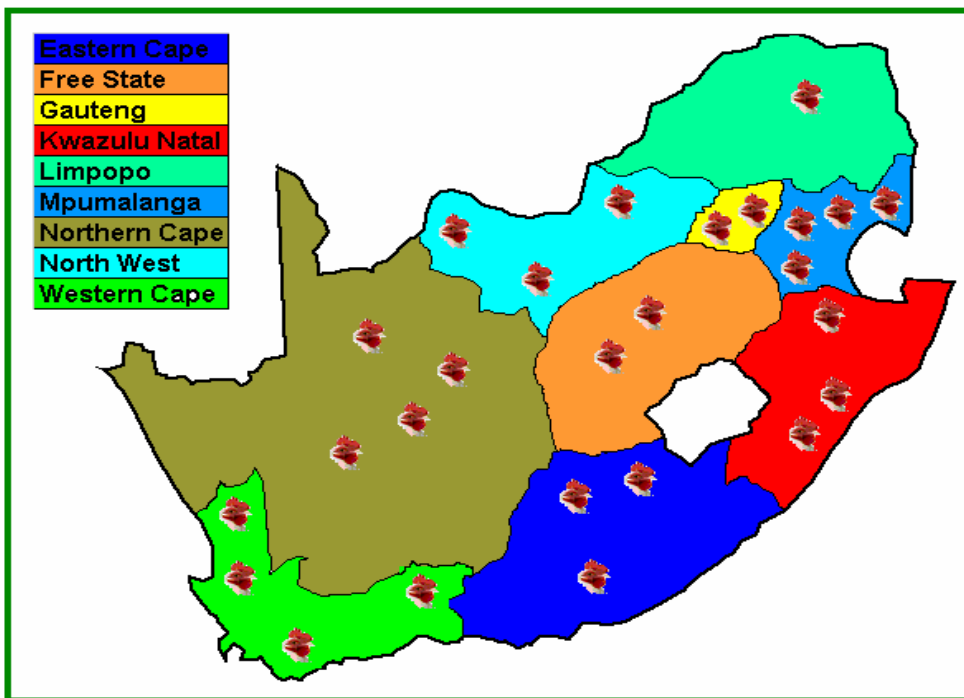 Eastern Cape
Free State
Gauteng
Kwazulu Natal
Limpopo
Mpumalanga
Northern Cape
North West
Western Cape